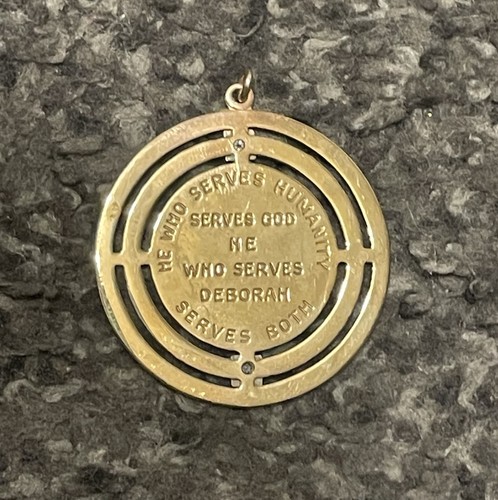 HE WHO SERVES HUMANITY
SERVES GOD
HE
WHO SERVES
DEBORAH
SERVES BOTH